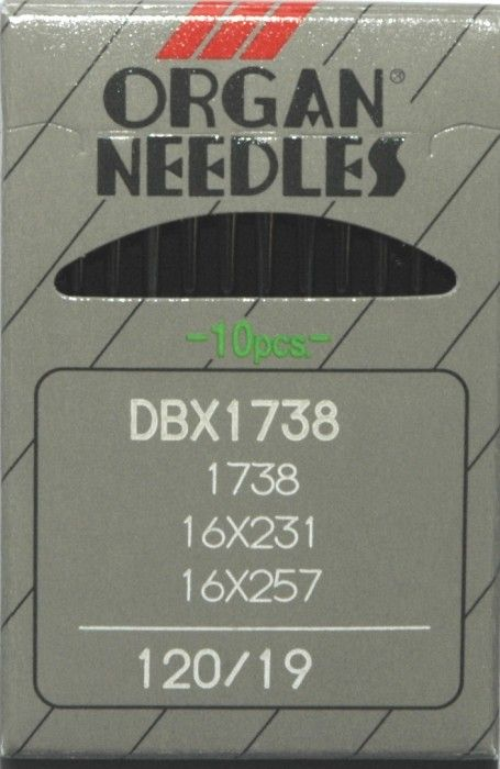 ORGAN®
NEEDLES
-10pcs.-
DBX1738
1738
16X231
16X257
120/19